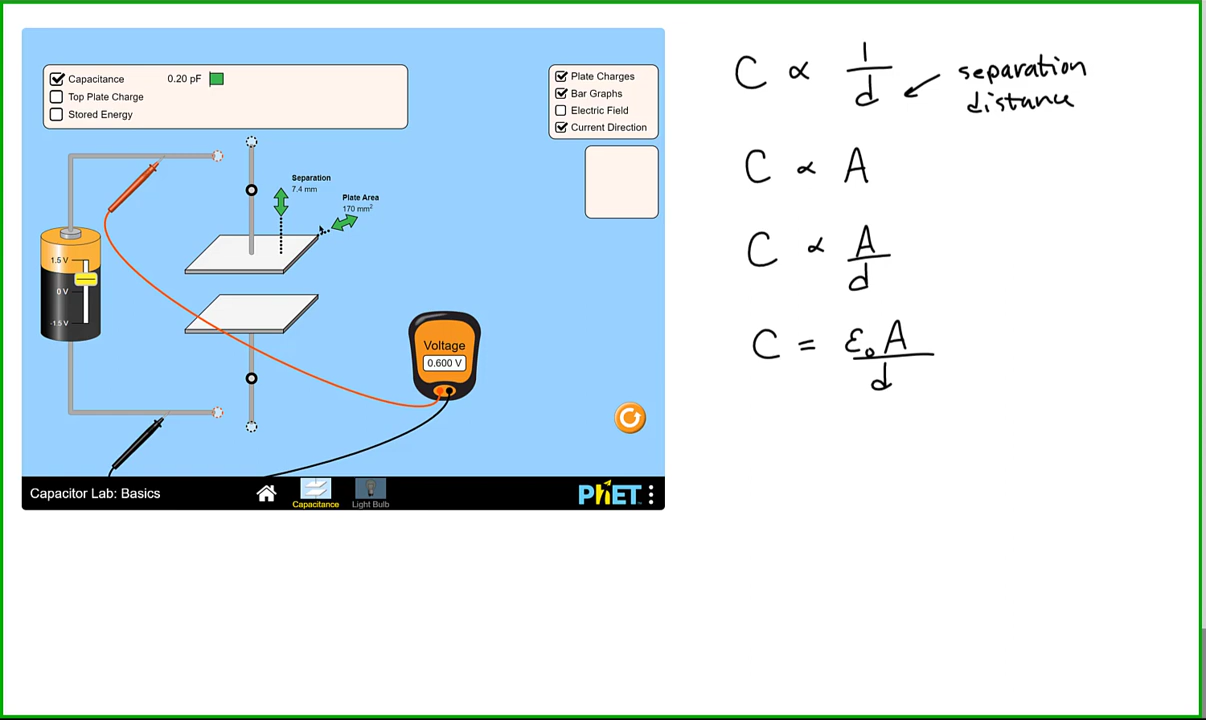 Capacitance 0.20 pF
Top Plate Charge
Stored Energy
Plate Charges
Bar Graphs
Electric Field
Current Direction
Separation
7.4 mm
Plate Area
170 mm²
1.5 V
0 V
-1.5 V
Voltage
0.600 V
Capacitor Lab: Basics
Capacitance
Light Bulb
PhET
C ∝ 1/d separation
distance
C ∝ A
C ∝ A/d
C = ε₀A/d